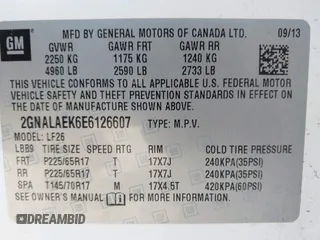 GM
MFD BY GENERAL MOTORS OF CANADA LTD. 09/13
GVWR GAWR FRT GAWR RR
2250 KG 1175 KG 1240 KG
4960 LB 2590 LB 2733 LB
THIS VEHICLE CONFORMS TO ALL APPLICABLE U.S. FEDERAL MOTOR
VEHICLE SAFETY AND THEFT PREVENTION STANDARDS IN EFFECT ON
THE DATE OF MANUFACTURE SHOWN ABOVE.
2GNALAEK6E6126607 TYPE: M.P.V.
MODEL: LF26
LBB9 TIRE SIZE SPEED RTG RIM COLD TIRE PRESSURE
FRT P225/65R17 T 17X7J 240KPA(35PSI)
RR P225/65R17 T 17X7J 240KPA(35PSI)
SPA T145/70R17 M 17X4.5T 420KPA(60PSI)
SEE OWNER'S MANUAL FOR MORE INFORMATION.
© AUTOBIDMASTER